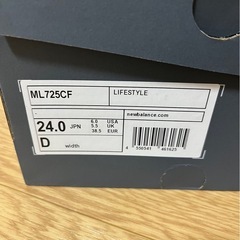 ML725CF
LIFESTYLE
newbalance.com
24.0 JPN
6.0 USA
5.5 UK
38.5 EUR
D width